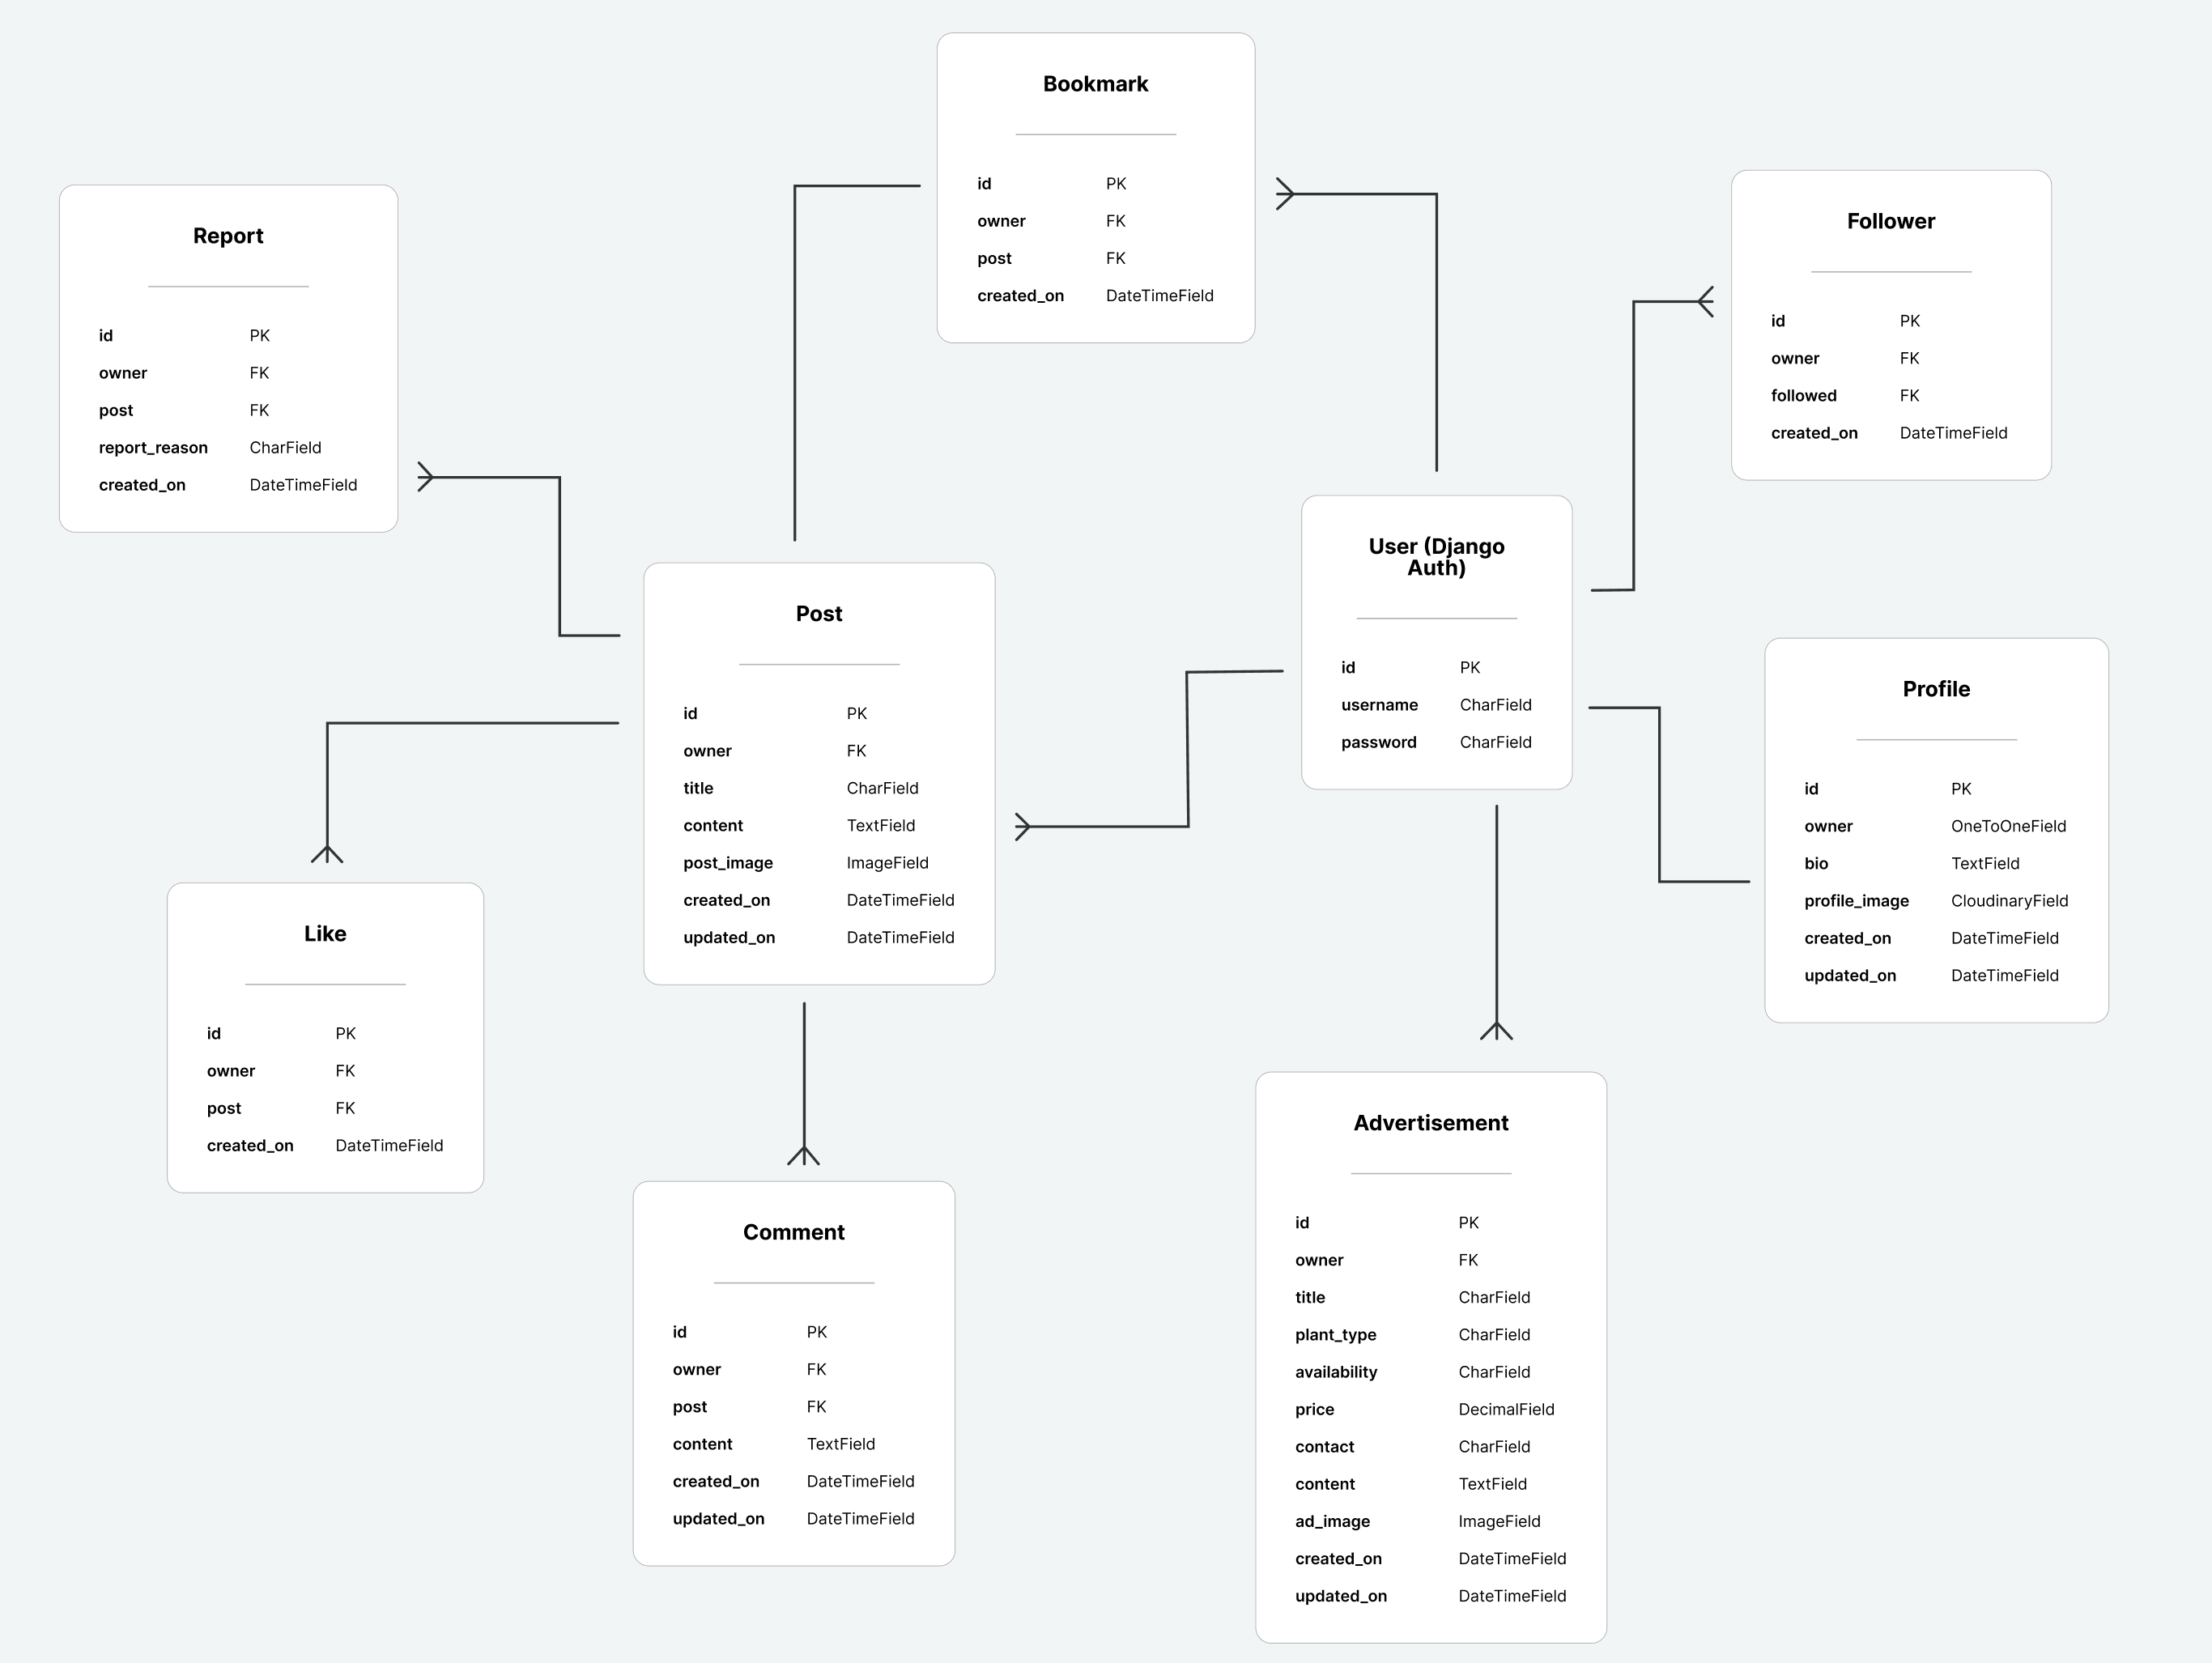 Bookmark
id PK
owner FK
post FK
created_on DateTimeField
Report
id PK
owner FK
post FK
report_reason CharField
created_on DateTimeField
Follower
id PK
owner FK
followed FK
created_on DateTimeField
Post
id PK
owner FK
title CharField
content TextField
post_image ImageField
created_on DateTimeField
updated_on DateTimeField
User (Django
Auth)
id PK
username CharField
password CharField
Profile
id PK
owner OneToOneField
bio TextField
profile_image CloudinaryField
created_on DateTimeField
updated_on DateTimeField
Like
id PK
owner FK
post FK
created_on DateTimeField
Comment
id PK
owner FK
post FK
content TextField
created_on DateTimeField
updated_on DateTimeField
Advertisement
id PK
owner FK
title CharField
plant_type CharField
availability CharField
price DecimalField
contact CharField
content TextField
ad_image ImageField
created_on DateTimeField
updated_on DateTimeField